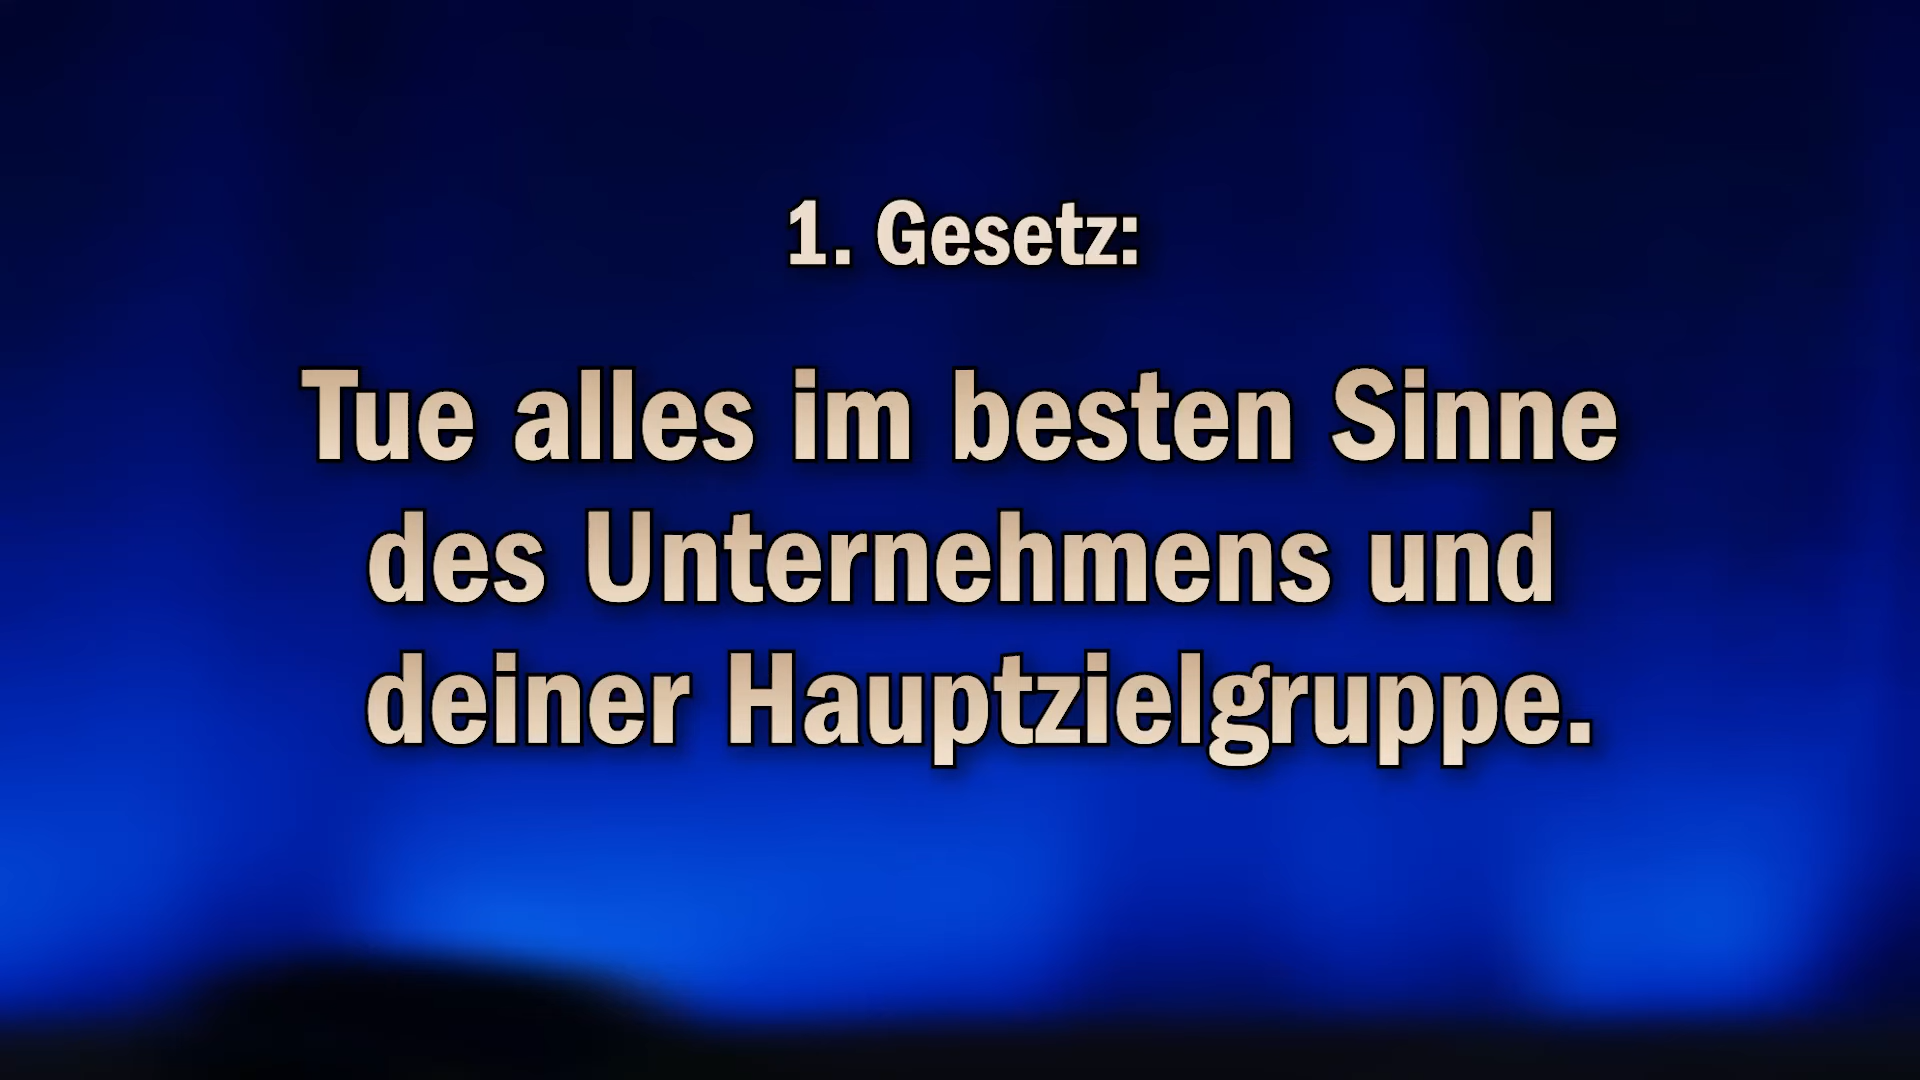 1. Gesetz:
Tue alles im besten Sinne
des Unternehmens und
deiner Hauptzielgruppe.